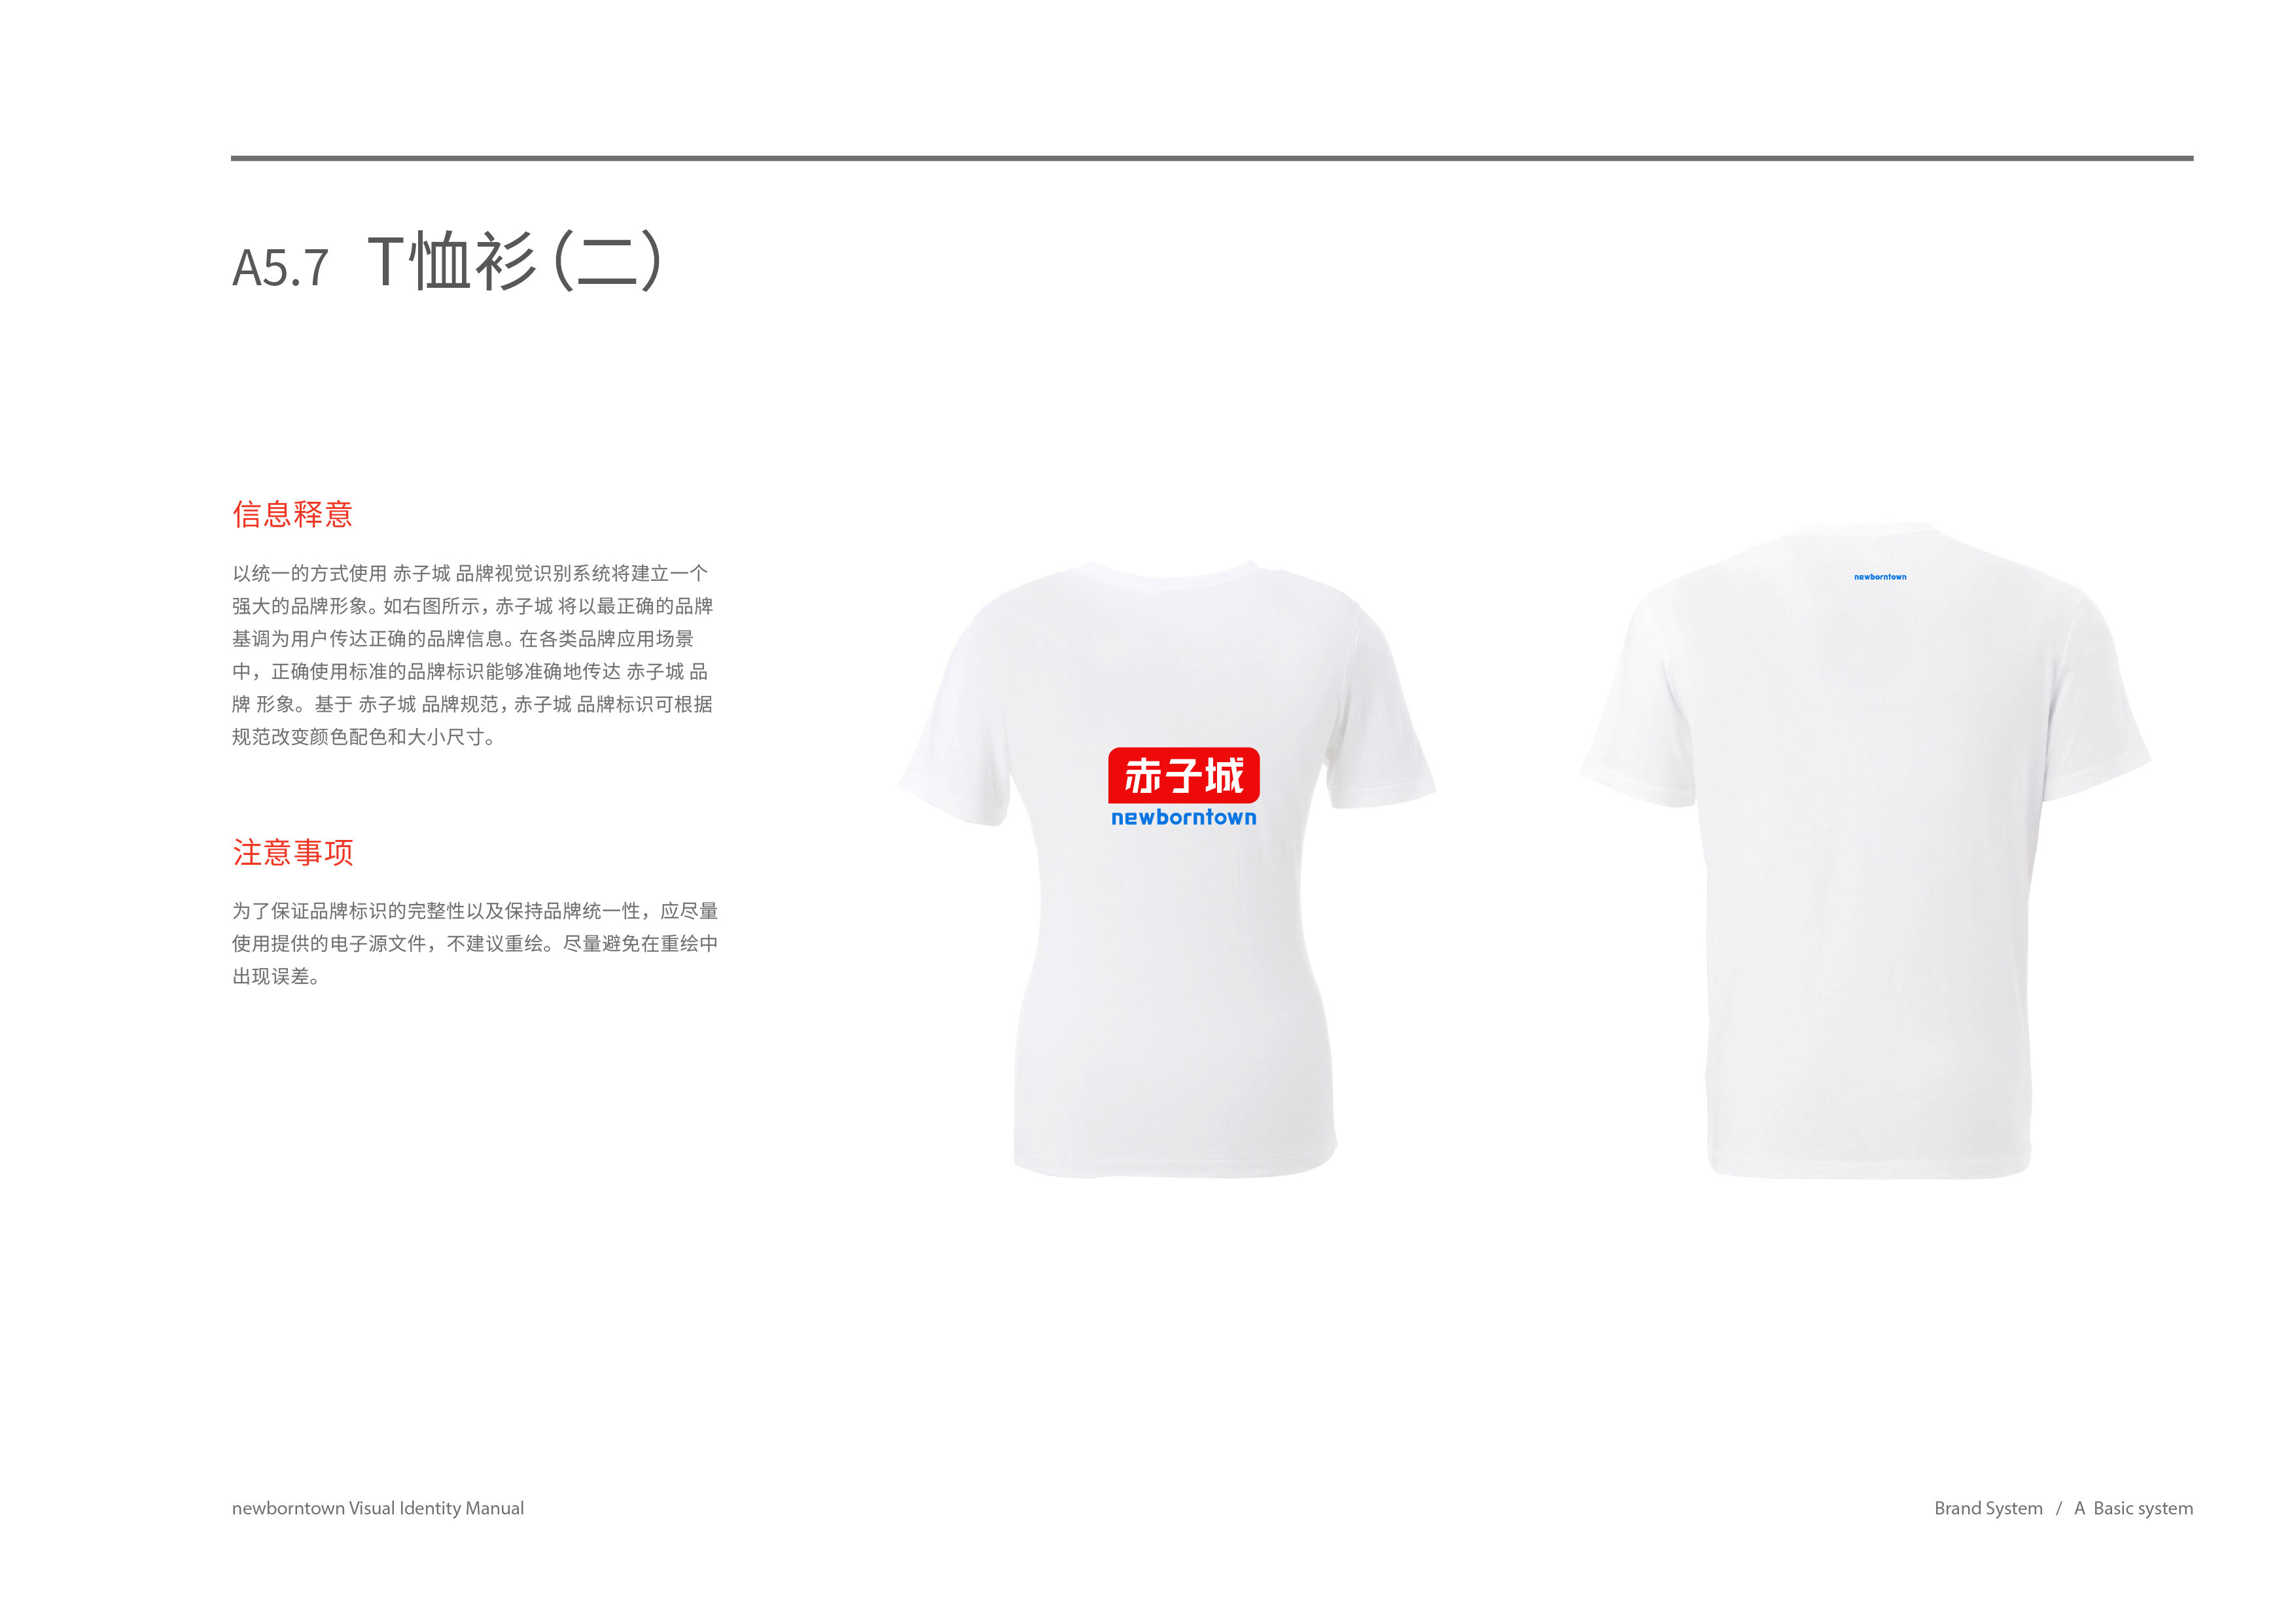 A5.7 T恤衫(二)
信息释意
以统一的方式使用 赤子城 品牌视觉识别系统将建立一个
强大的品牌形象。如右图所示，赤子城 将以最正确的品牌
基调为用户传达正确的品牌信息。在各类品牌应用场景
中，正确使用标准的品牌标识能够准确地传达 赤子城 品
牌 形象。基于 赤子城 品牌规范，赤子城 品牌标识可根据
规范改变颜色配色和大小尺寸。
注意事项
为了保证品牌标识的完整性以及保持品牌统一性，应尽量
使用提供的电子源文件，不建议重绘。尽量避免在重绘中
出现误差。
赤子城
newborntown
newborntown
newborntown Visual Identity Manual
Brand System / A Basic system